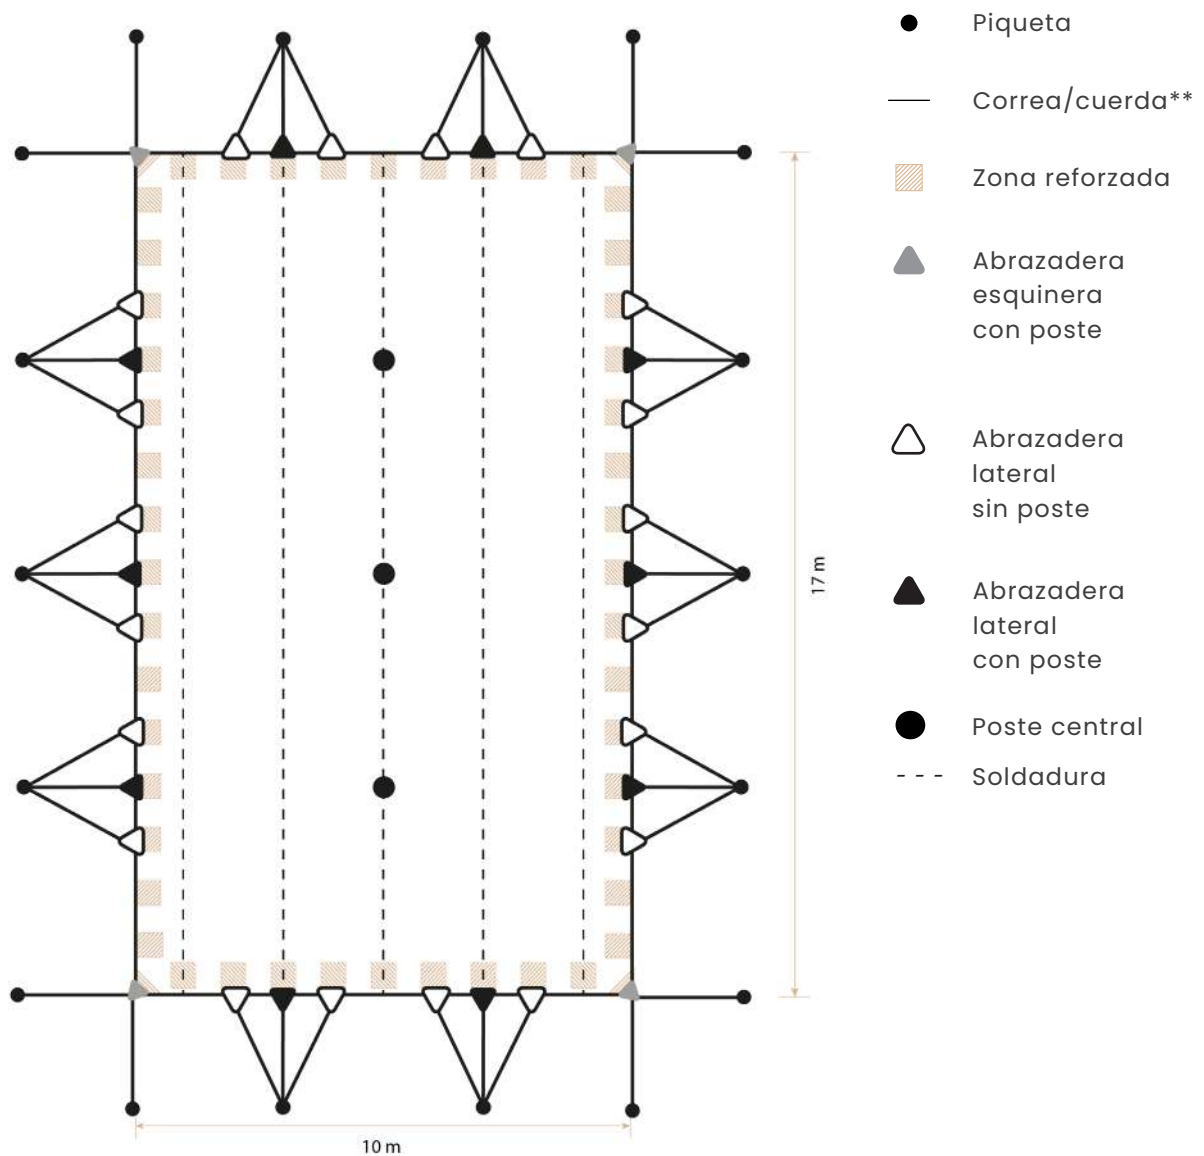 Piqueta
Correa/cuerda**
Zona reforzada
Abrazadera
esquinera
con poste
Abrazadera
lateral
sin poste
Abrazadera
lateral
con poste
Poste central
Soldadura
17 m
10 m